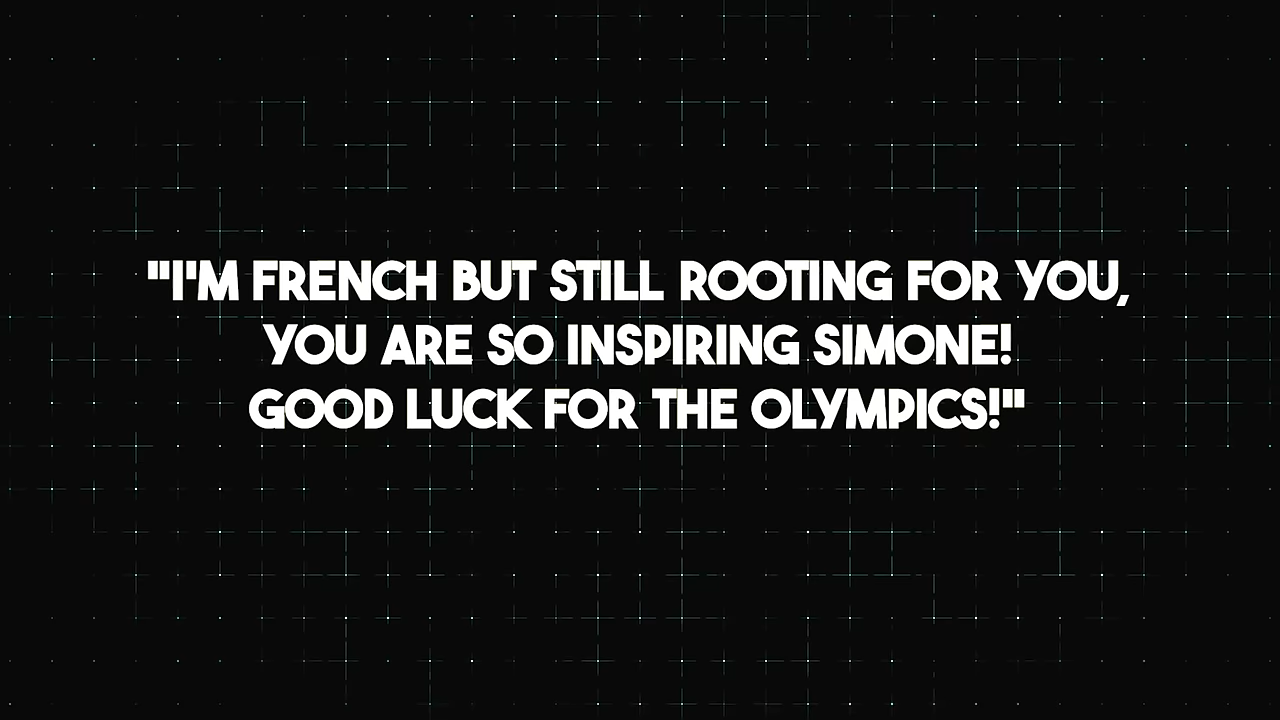 "I'M FRENCH BUT STILL ROOTING FOR YOU,
YOU ARE SO INSPIRING SIMONE!
GOOD LUCK FOR THE OLYMPICS!"